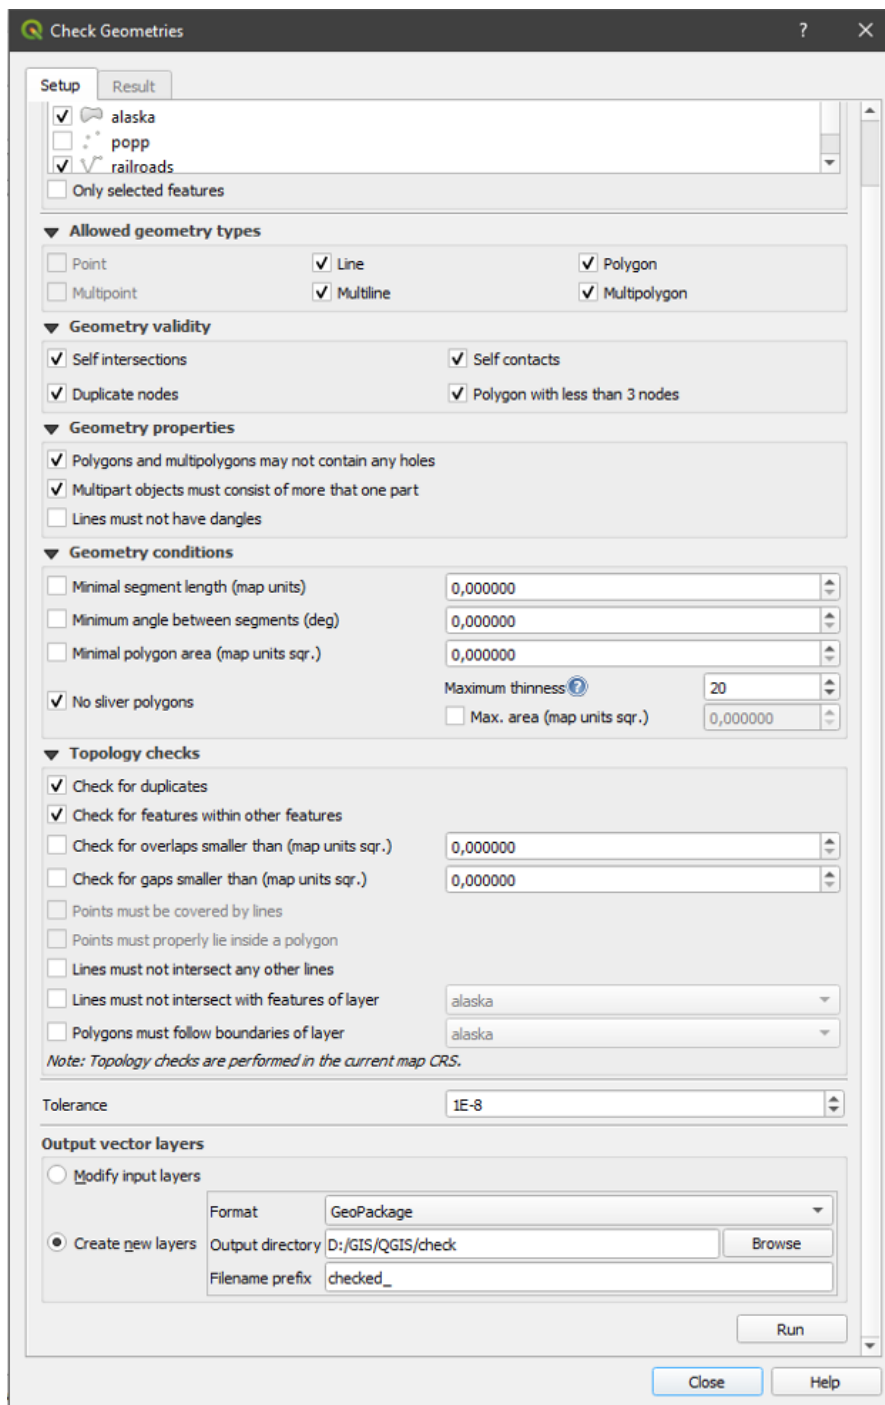 Check Geometries
Setup Result
alaska
popp
railroads
Only selected features
Allowed geometry types
Point Line Polygon
Multipoint Multiline Multipolygon
Geometry validity
Self intersections Self contacts
Duplicate nodes Polygon with less than 3 nodes
Geometry properties
Polygons and multipolygons may not contain any holes
Multipart objects must consist of more that one part
Lines must not have dangles
Geometry conditions
Minimal segment length (map units) 0,000000
Minimum angle between segments (deg) 0,000000
Minimal polygon area (map units sqr.) 0,000000
No sliver polygons Maximum thinness ? 20
Max. area (map units sqr.) 0,000000
Topology checks
Check for duplicates
Check for features within other features
Check for overlaps smaller than (map units sqr.) 0,000000
Check for gaps smaller than (map units sqr.) 0,000000
Points must be covered by lines
Points must properly lie inside a polygon
Lines must not intersect any other lines
Lines must not intersect with features of layer alaska
Polygons must follow boundaries of layer alaska
Note: Topology checks are performed in the current map CRS.
Tolerance 1E-8
Output vector layers
Modify input layers
Format GeoPackage
Create new layers Output directory D:/GIS/QGIS/check Browse
Filename prefix checked_
Run
Close Help